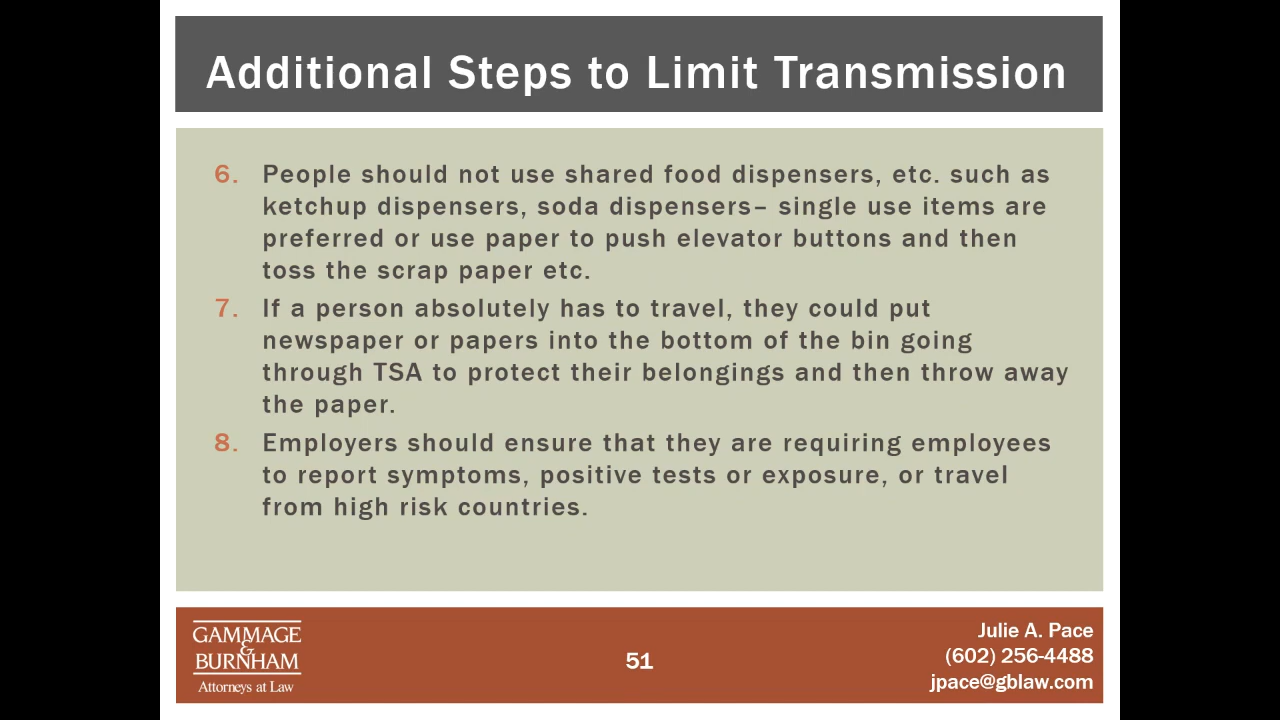 Additional Steps to Limit Transmission
6. People should not use shared food dispensers, etc. such as
ketchup dispensers, soda dispensers– single use items are
preferred or use paper to push elevator buttons and then
toss the scrap paper etc.
7. If a person absolutely has to travel, they could put
newspaper or papers into the bottom of the bin going
through TSA to protect their belongings and then throw away
the paper.
8. Employers should ensure that they are requiring employees
to report symptoms, positive tests or exposure, or travel
from high risk countries.
GAMMAGE
&
BURNHAM
Attorneys at Law
51
Julie A. Pace
(602) 256-4488
jpace@gblaw.com